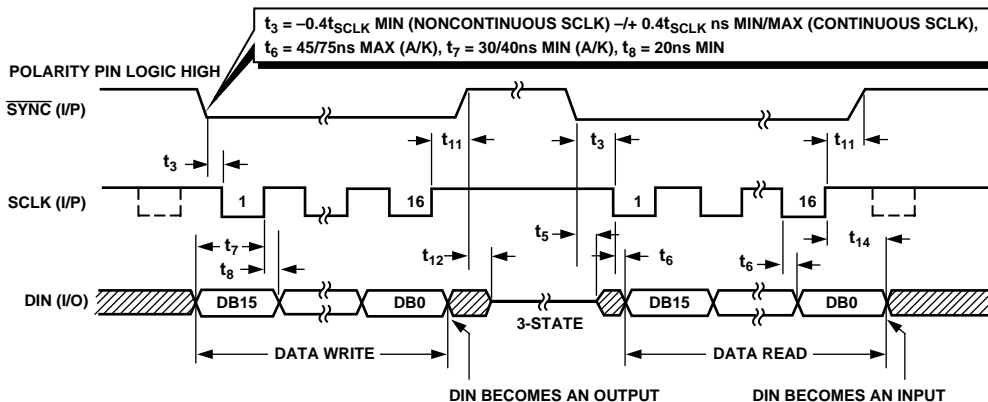 t3 = –0.4tSCLK MIN (NONCONTINUOUS SCLK) –/+ 0.4tSCLK ns MIN/MAX (CONTINUOUS SCLK),
t6 = 45/75ns MAX (A/K), t7 = 30/40ns MIN (A/K), t8 = 20ns MIN
POLARITY PIN LOGIC HIGH
SYNC (I/P)
t3
t11
t3
t11
SCLK (I/P)
1
16
1
16
t7
t8
t12
t5
t6
t6
t14
DIN (I/O)
DB15
DB0
3-STATE
DB15
DB0
DATA WRITE
DATA READ
DIN BECOMES AN OUTPUT
DIN BECOMES AN INPUT